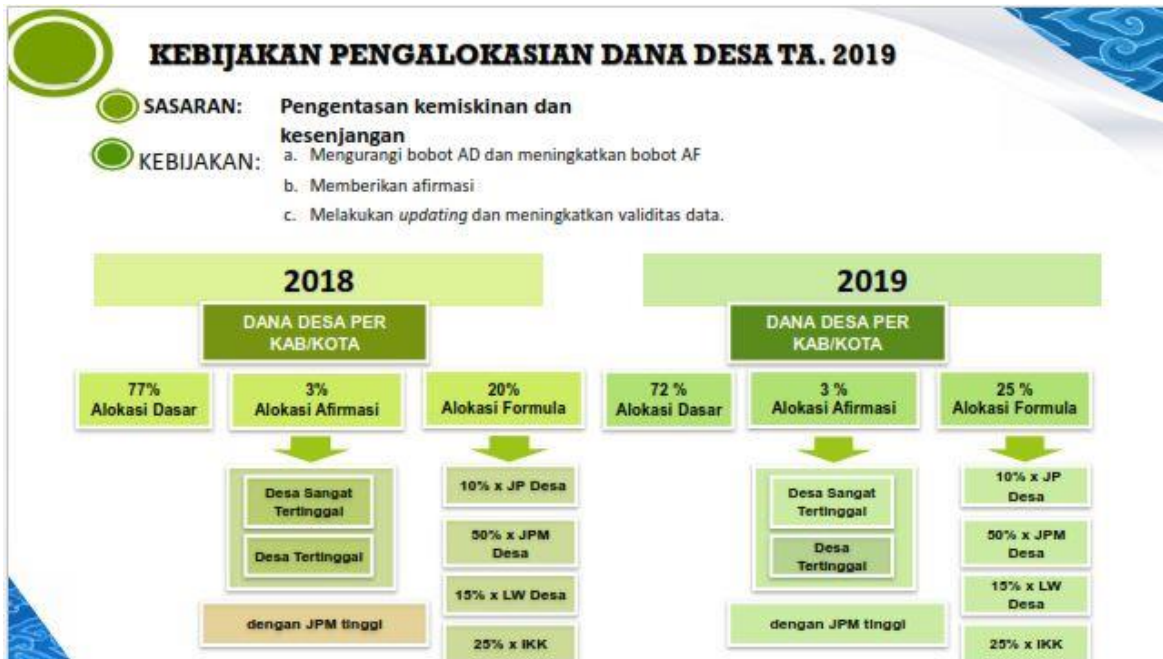 KEBIJAKAN PENGALOKASIAN DANA DESA TA. 2019
SASARAN: Pengentasan kemiskinan dan
kesenjangan
KEBIJAKAN: a. Mengurangi bobot AD dan meningkatkan bobot AF
b. Memberikan afirmasi
c. Melakukan updating dan meningkatkan validitas data.
2018
DANA DESA PER
KAB/KOTA
77%
Alokasi Dasar
3%
Alokasi Afirmasi
20%
Alokasi Formula
Desa Sangat
Tertinggal
Desa Tertinggal
dengan JPM tinggi
10% x JP Desa
50% x JPM
Desa
15% x LW Desa
25% x IKK
2019
DANA DESA PER
KAB/KOTA
72 %
Alokasi Dasar
3 %
Alokasi Afirmasi
25 %
Alokasi Formula
Desa Sangat
Tertinggal
Desa
Tertinggal
dengan JPM tinggi
10% x JP
Desa
50% x JPM
Desa
15% x LW
Desa
25% x IKK